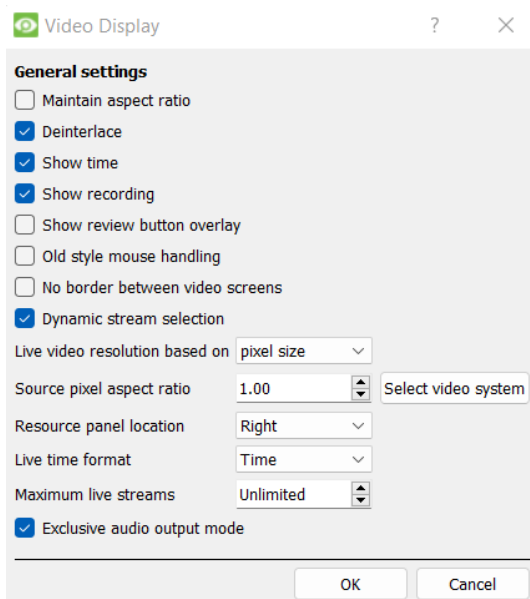 Video Display ?
General settings
Maintain aspect ratio
Deinterlace
Show time
Show recording
Show review button overlay
Old style mouse handling
No border between video screens
Dynamic stream selection
Live video resolution based on pixel size
Source pixel aspect ratio 1.00 Select video system
Resource panel location Right
Live time format Time
Maximum live streams Unlimited
Exclusive audio output mode
OK Cancel